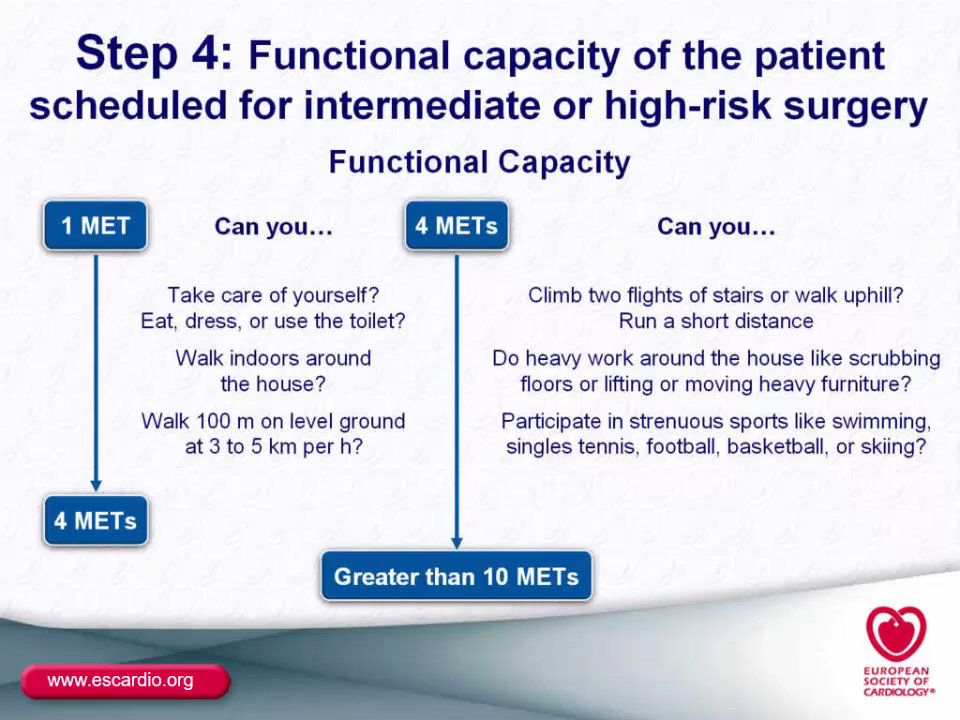 Step 4: Functional capacity of the patient
scheduled for intermediate or high-risk surgery
Functional Capacity
1 MET
Can you…
4 METs
Can you…
Take care of yourself?
Eat, dress, or use the toilet?
Walk indoors around
the house?
Walk 100 m on level ground
at 3 to 5 km per h?
4 METs
Climb two flights of stairs or walk uphill?
Run a short distance
Do heavy work around the house like scrubbing
floors or lifting or moving heavy furniture?
Participate in strenuous sports like swimming,
singles tennis, football, basketball, or skiing?
Greater than 10 METs
www.escardio.org
EUROPEAN
SOCIETY OF
CARDIOLOGY®